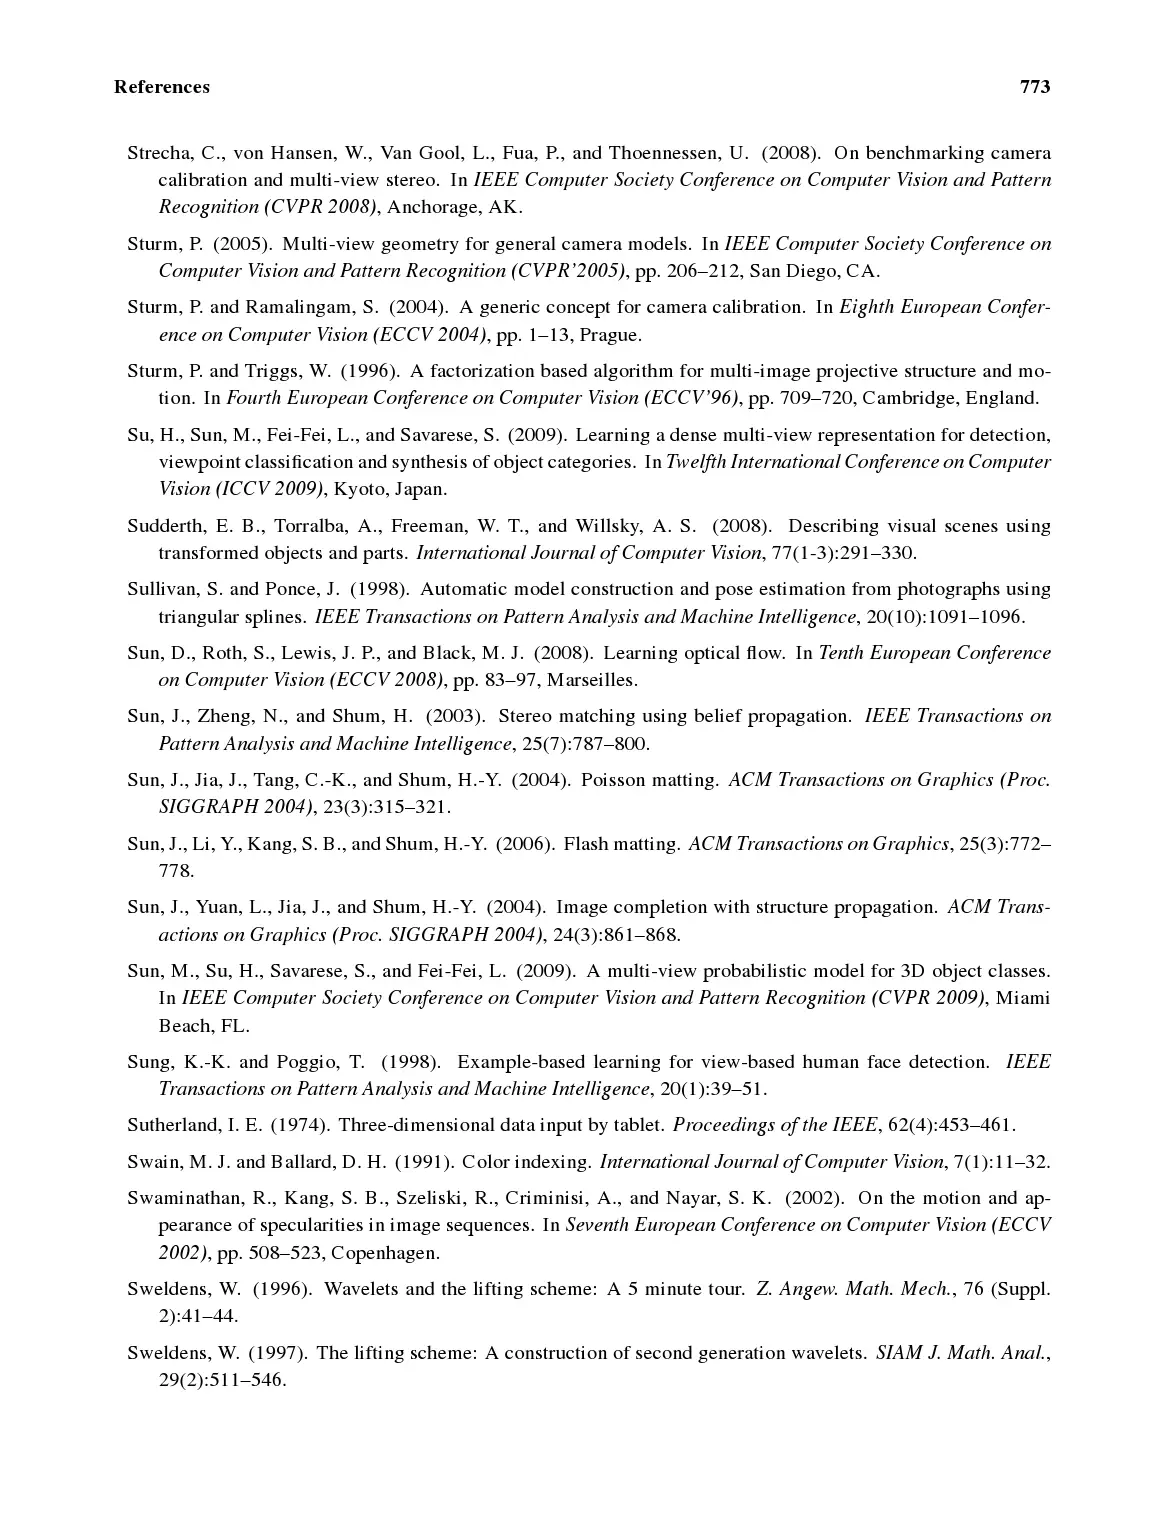 References 773
Strecha, C., von Hansen, W., Van Gool, L., Fua, P., and Thoennessen, U. (2008). On benchmarking camera
calibration and multi-view stereo. In IEEE Computer Society Conference on Computer Vision and Pattern
Recognition (CVPR 2008), Anchorage, AK.
Sturm, P. (2005). Multi-view geometry for general camera models. In IEEE Computer Society Conference on
Computer Vision and Pattern Recognition (CVPR'2005), pp. 206–212, San Diego, CA.
Sturm, P. and Ramalingam, S. (2004). A generic concept for camera calibration. In Eighth European Confer-
ence on Computer Vision (ECCV 2004), pp. 1–13, Prague.
Sturm, P. and Triggs, W. (1996). A factorization based algorithm for multi-image projective structure and mo-
tion. In Fourth European Conference on Computer Vision (ECCV'96), pp. 709–720, Cambridge, England.
Su, H., Sun, M., Fei-Fei, L., and Savarese, S. (2009). Learning a dense multi-view representation for detection,
viewpoint classification and synthesis of object categories. In Twelfth International Conference on Computer
Vision (ICCV 2009), Kyoto, Japan.
Sudderth, E. B., Torralba, A., Freeman, W. T., and Willsky, A. S. (2008). Describing visual scenes using
transformed objects and parts. International Journal of Computer Vision, 77(1-3):291–330.
Sullivan, S. and Ponce, J. (1998). Automatic model construction and pose estimation from photographs using
triangular splines. IEEE Transactions on Pattern Analysis and Machine Intelligence, 20(10):1091–1096.
Sun, D., Roth, S., Lewis, J. P., and Black, M. J. (2008). Learning optical flow. In Tenth European Conference
on Computer Vision (ECCV 2008), pp. 83–97, Marseilles.
Sun, J., Zheng, N., and Shum, H. (2003). Stereo matching using belief propagation. IEEE Transactions on
Pattern Analysis and Machine Intelligence, 25(7):787–800.
Sun, J., Jia, J., Tang, C.-K., and Shum, H.-Y. (2004). Poisson matting. ACM Transactions on Graphics (Proc.
SIGGRAPH 2004), 23(3):315–321.
Sun, J., Li, Y., Kang, S. B., and Shum, H.-Y. (2006). Flash matting. ACM Transactions on Graphics, 25(3):772–
778.
Sun, J., Yuan, L., Jia, J., and Shum, H.-Y. (2004). Image completion with structure propagation. ACM Trans-
actions on Graphics (Proc. SIGGRAPH 2004), 24(3):861–868.
Sun, M., Su, H., Savarese, S., and Fei-Fei, L. (2009). A multi-view probabilistic model for 3D object classes.
In IEEE Computer Society Conference on Computer Vision and Pattern Recognition (CVPR 2009), Miami
Beach, FL.
Sung, K.-K. and Poggio, T. (1998). Example-based learning for view-based human face detection. IEEE
Transactions on Pattern Analysis and Machine Intelligence, 20(1):39–51.
Sutherland, I. E. (1974). Three-dimensional data input by tablet. Proceedings of the IEEE, 62(4):453–461.
Swain, M. J. and Ballard, D. H. (1991). Color indexing. International Journal of Computer Vision, 7(1):11–32.
Swaminathan, R., Kang, S. B., Szeliski, R., Criminisi, A., and Nayar, S. K. (2002). On the motion and ap-
pearance of specularities in image sequences. In Seventh European Conference on Computer Vision (ECCV
2002), pp. 508–523, Copenhagen.
Sweldens, W. (1996). Wavelets and the lifting scheme: A 5 minute tour. Z. Angew. Math. Mech., 76 (Suppl.
2):41–44.
Sweldens, W. (1997). The lifting scheme: A construction of second generation wavelets. SIAM J. Math. Anal.,
29(2):511–546.